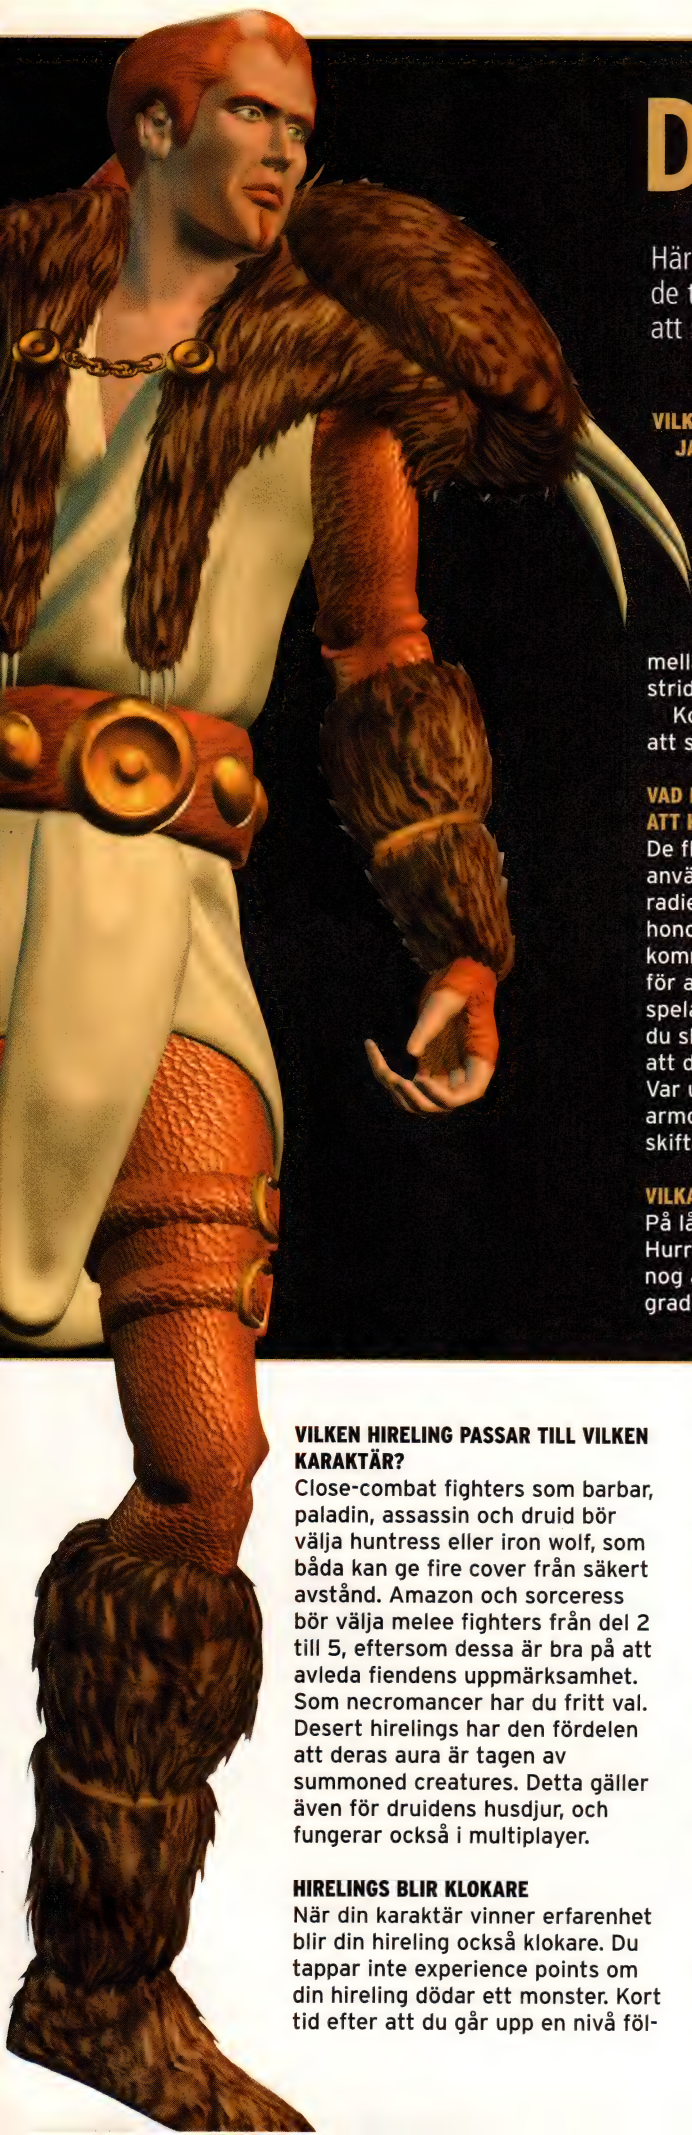 D
Här
de t
att
VILK
JA
mell
strid
Ko
att s
VAD
ATT
De fl
anvä
radie
hond
komm
för a
spela
du sl
att d
Var u
armo
skift
VILKA
På lå
Hurr
nog
grad
VILKEN HIRELING PASSAR TILL VILKEN
KARAKTÄR?
Close-combat fighters som barbar,
paladin, assassin och druid bör
välja huntress eller iron wolf, som
båda kan ge fire cover från säkert
avstånd. Amazon och sorceress
bör välja melee fighters från del 2
till 5, eftersom dessa är bra på att
avleda fiendens uppmärksamhet.
Som necromancer har du fritt val.
Desert hirelings har den fördelen
att deras aura är tagen av
summoned creatures. Detta gäller
även för druidens husdjur, och
fungerar också i multiplayer.
HIRELINGS BLIR KLOKARE
När din karaktär vinner erfarenhet
blir din hireling också klokare. Du
tappar inte experience points om
din hireling dödar ett monster. Kort
tid efter att du går upp en nivå föl-